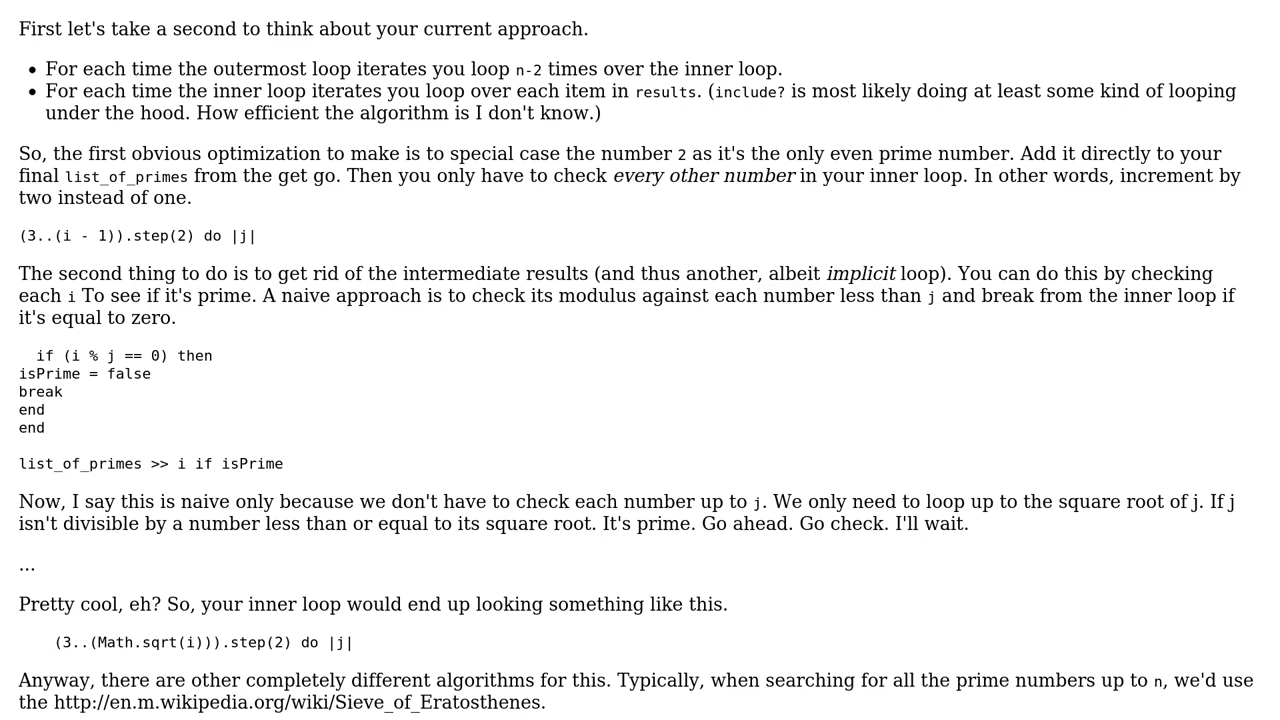 First let's take a second to think about your current approach.
• For each time the outermost loop iterates you loop n-2 times over the inner loop.
• For each time the inner loop iterates you loop over each item in results. (include? is most likely doing at least some kind of looping
under the hood. How efficient the algorithm is I don't know.)
So, the first obvious optimization to make is to special case the number 2 as it's the only even prime number. Add it directly to your
final list_of_primes from the get go. Then you only have to check every other number in your inner loop. In other words, increment by
two instead of one.
(3..(i - 1)).step(2) do |j|
The second thing to do is to get rid of the intermediate results (and thus another, albeit implicit loop). You can do this by checking
each i To see if it's prime. A naive approach is to check its modulus against each number less than j and break from the inner loop if
it's equal to zero.
  if (i % j == 0) then
isPrime = false
break
end
end
list_of_primes >> i if isPrime
Now, I say this is naive only because we don't have to check each number up to j. We only need to loop up to the square root of j. If j
isn't divisible by a number less than or equal to its square root. It's prime. Go ahead. Go check. I'll wait.
...
Pretty cool, eh? So, your inner loop would end up looking something like this.
    (3..(Math.sqrt(i))).step(2) do |j|
Anyway, there are other completely different algorithms for this. Typically, when searching for all the prime numbers up to n, we'd use
the http://en.m.wikipedia.org/wiki/Sieve_of_Eratosthenes.